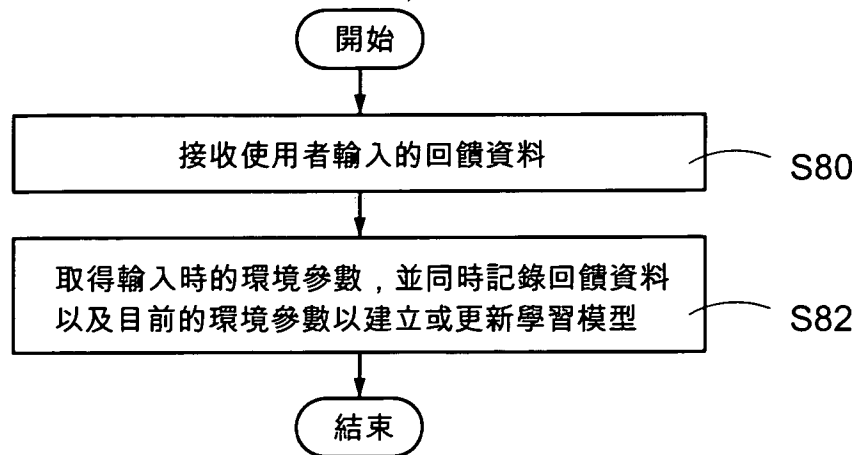 開始
接收使用者輸入的回饋資料
S80
取得輸入時的環境參數，並同時記錄回饋資料
以及目前的環境參數以建立或更新學習模型
S82
結束